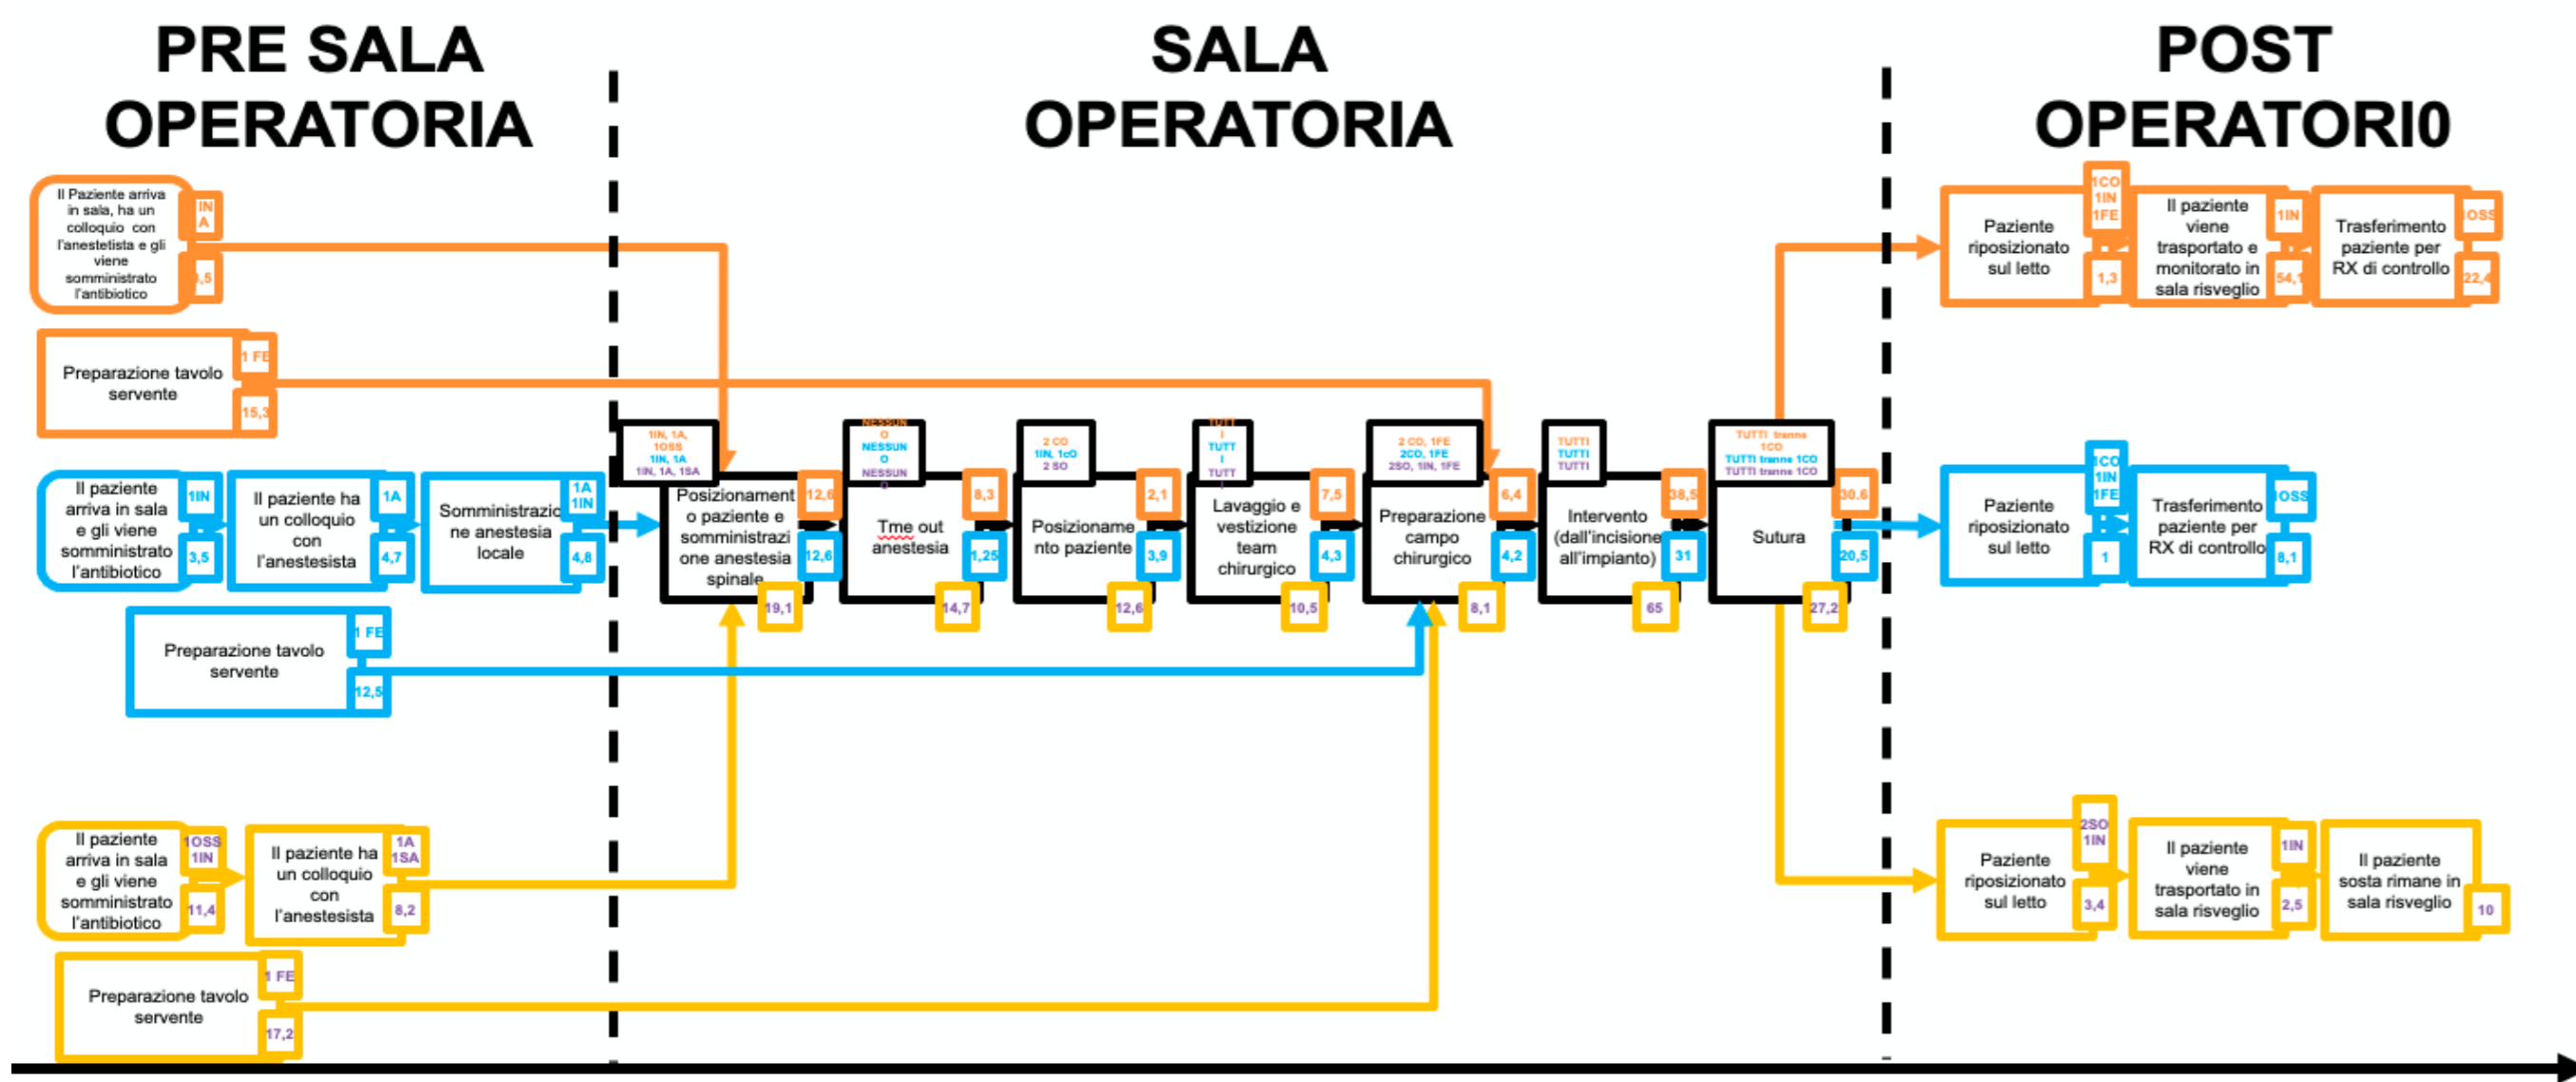 PRE SALA
OPERATORIA
SALA
OPERATORIA
POST
OPERATORI0
Il Paziente arriva
in sala, ha un
colloquio con
l'anestetista e gli
viene
somministrato
l'antibiotico
IN
A
,5
Preparazione tavolo
servente
1 FE
15,3
Il paziente
arriva in sala
e gli viene
somministrato
l'antibiotico
1IN
3,5
Il paziente ha
un colloquio
con
l'anestesista
1A
4,7
Somministrazio
ne anestesia
locale
1A
1IN
4,8
Preparazione tavolo
servente
1 FE
12,5
Il paziente
arriva in sala
e gli viene
somministrato
l'antibiotico
1OSS
1IN
11,4
Il paziente ha
un colloquio
con
l'anestesista
1A
1SA
8,2
Preparazione tavolo
servente
1 FE
17,2
1IN, 1A,
1OSS
1IN, 1A
1IN, 1A, 1SA
Posizionament
o paziente e
somministrazi
one anestesia
spinale
12,6
12,6
19,1
NESSUN
O
NESSUN
O
NESSUN
O
Tme out
anestesia
8,3
1,25
14,7
2 CO
1IN, 1cO
2 SO
Posizioname
nto paziente
2,1
3,9
12,6
TUTT
I
TUTT
I
TUTT
I
Lavaggio e
vestizione
team
chirurgico
7,5
4,3
10,5
2 CO, 1FE
2CO, 1FE
2SO, 1IN, 1FE
Preparazione
campo
chirurgico
6,4
4,2
8,1
TUTTI
TUTTI
TUTTI
Intervento
(dall'incisione
all'impianto)
38,5
31
65
TUTTI tranne
1CO
TUTTI tranne 1CO
TUTTI tranne 1CO
Sutura
30.6
20,5
27,2
Paziente
riposizionato
sul letto
1CO
1IN
1FE
1,3
Il paziente
viene
trasportato e
monitorato in
sala risveglio
1IN
54,1
Trasferimento
paziente per
RX di controllo
1OSS
22,4
Paziente
riposizionato
sul letto
1CO
1IN
1FE
1
Trasferimento
paziente per
RX di controllo
1OSS
8,1
Paziente
riposizionato
sul letto
2SO
1IN
3,4
Il paziente
viene
trasportato in
sala risveglio
1IN
2,5
Il paziente
sosta rimane in
sala risveglio
10